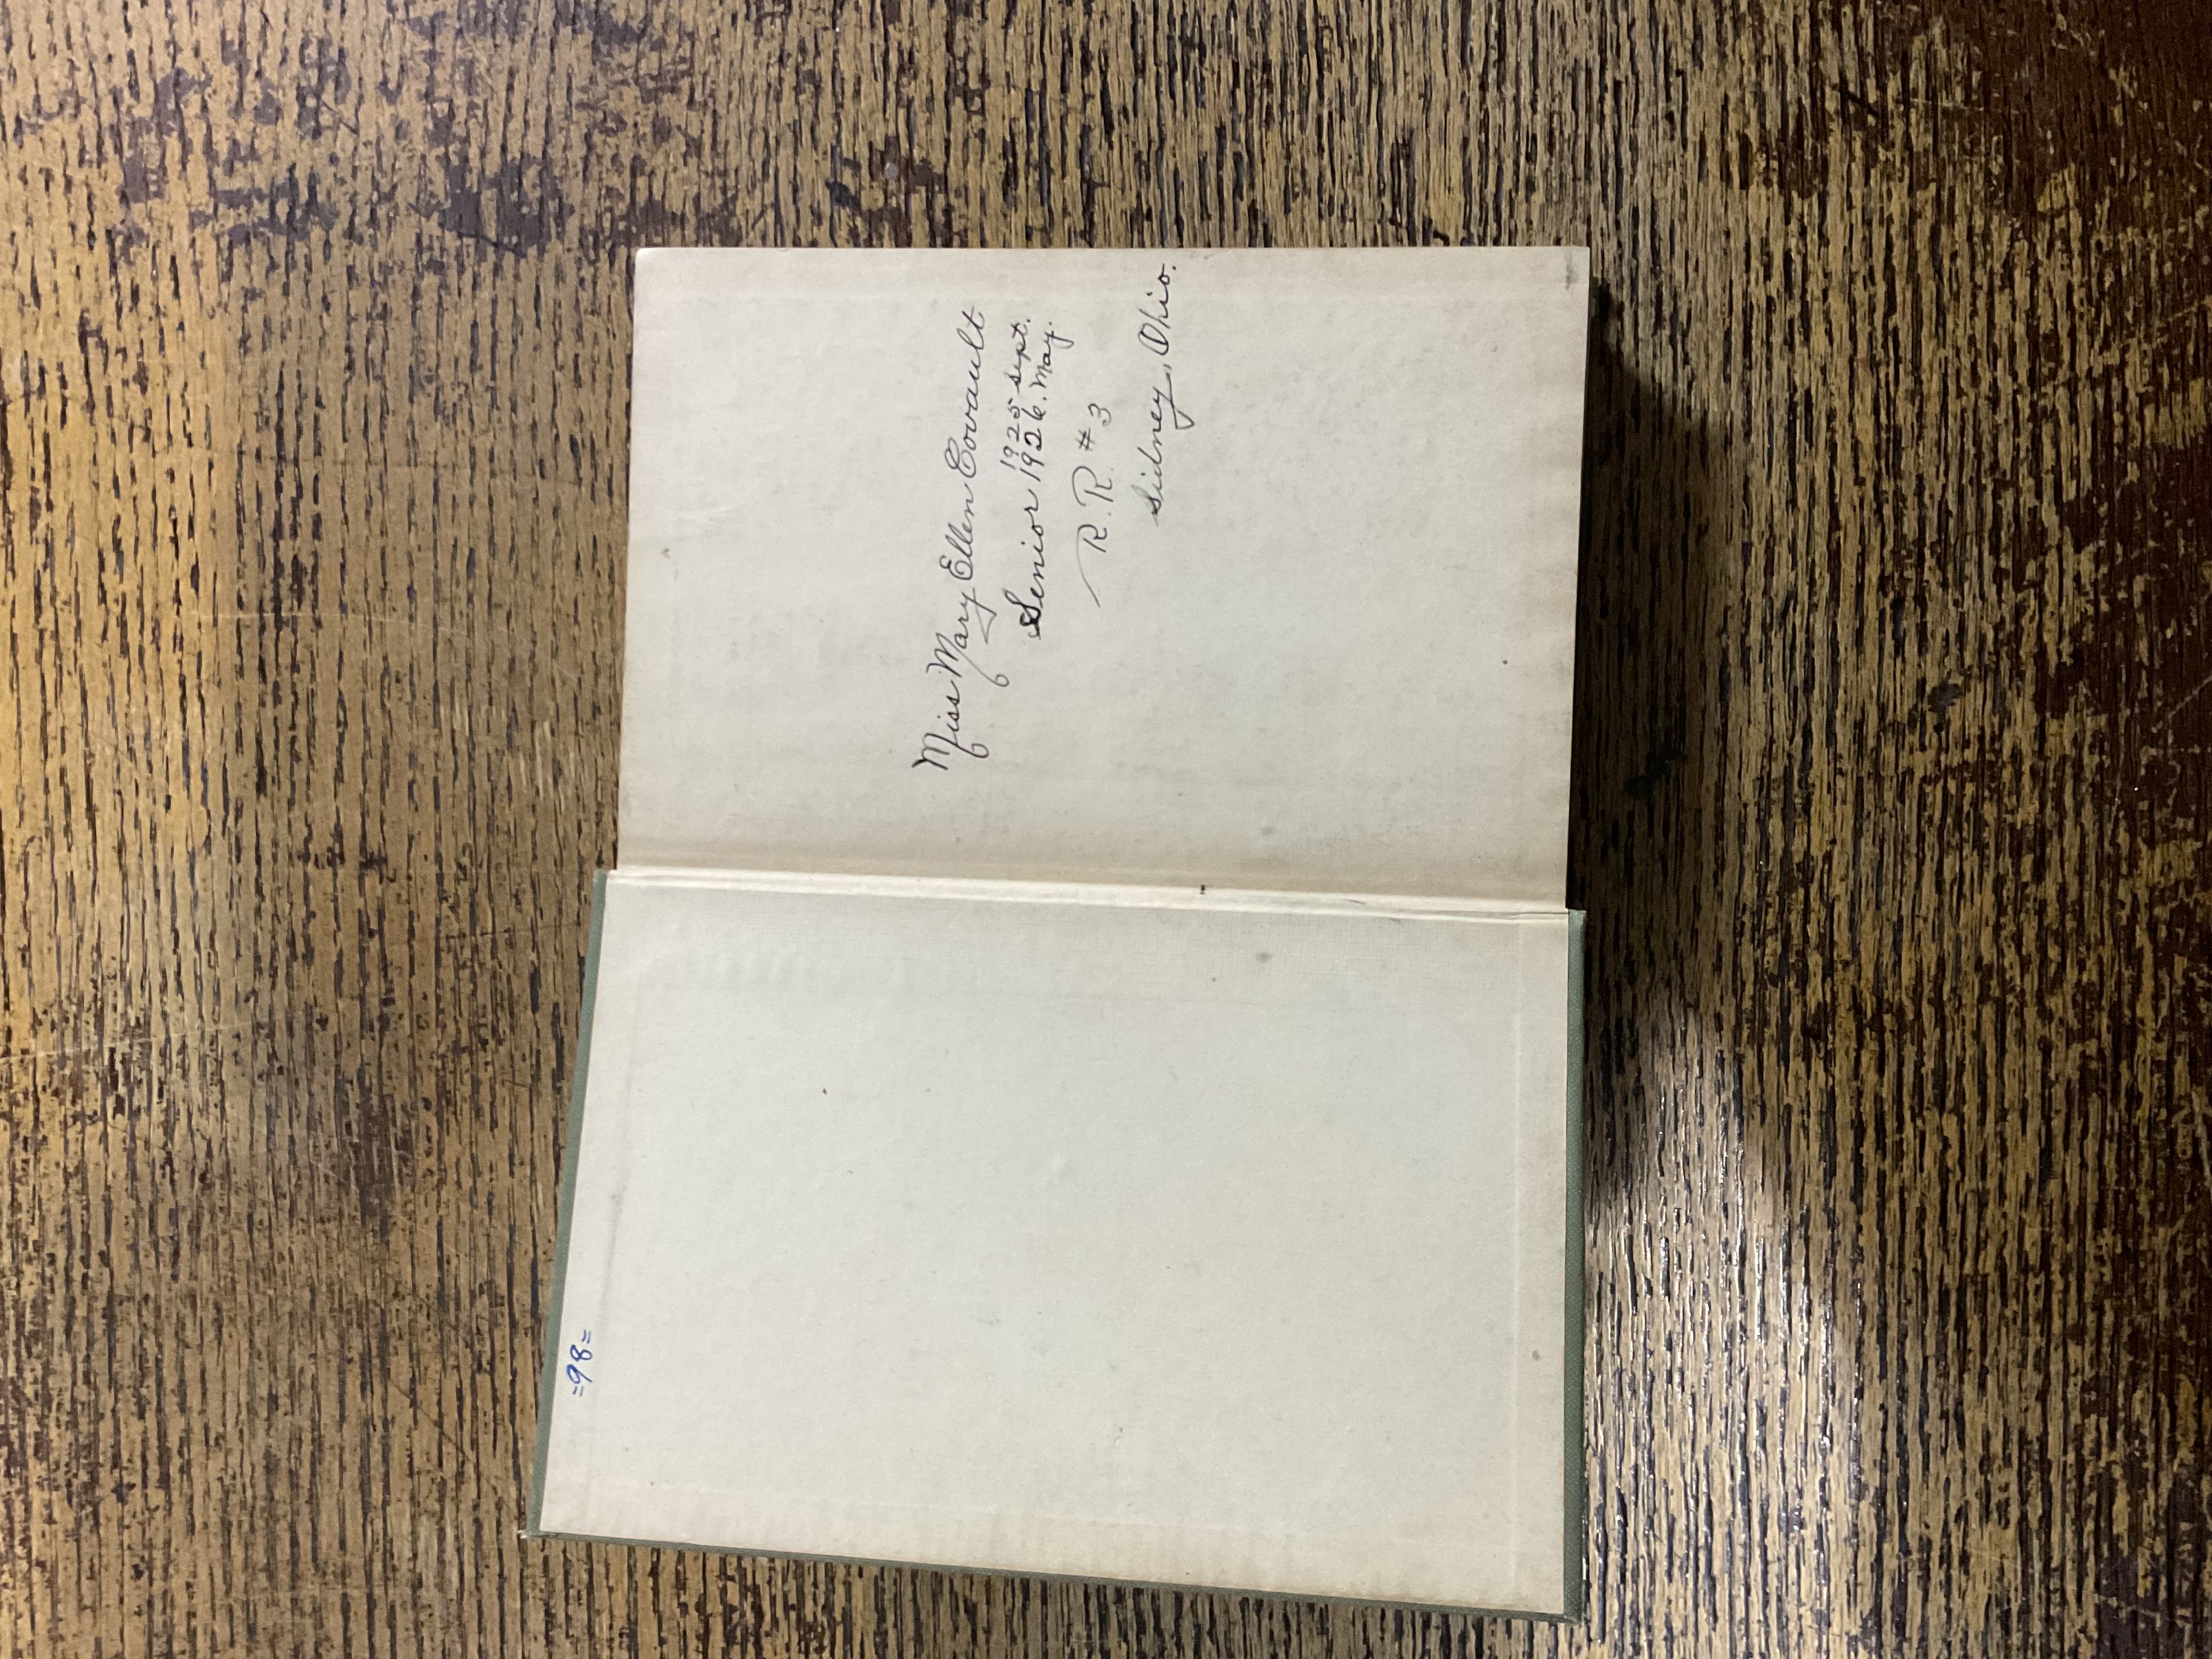 =98=
Miss Mary Ellen Covault
1925 Sept.
Senior 1926. May.
R. R. #3
Sidney, Ohio.